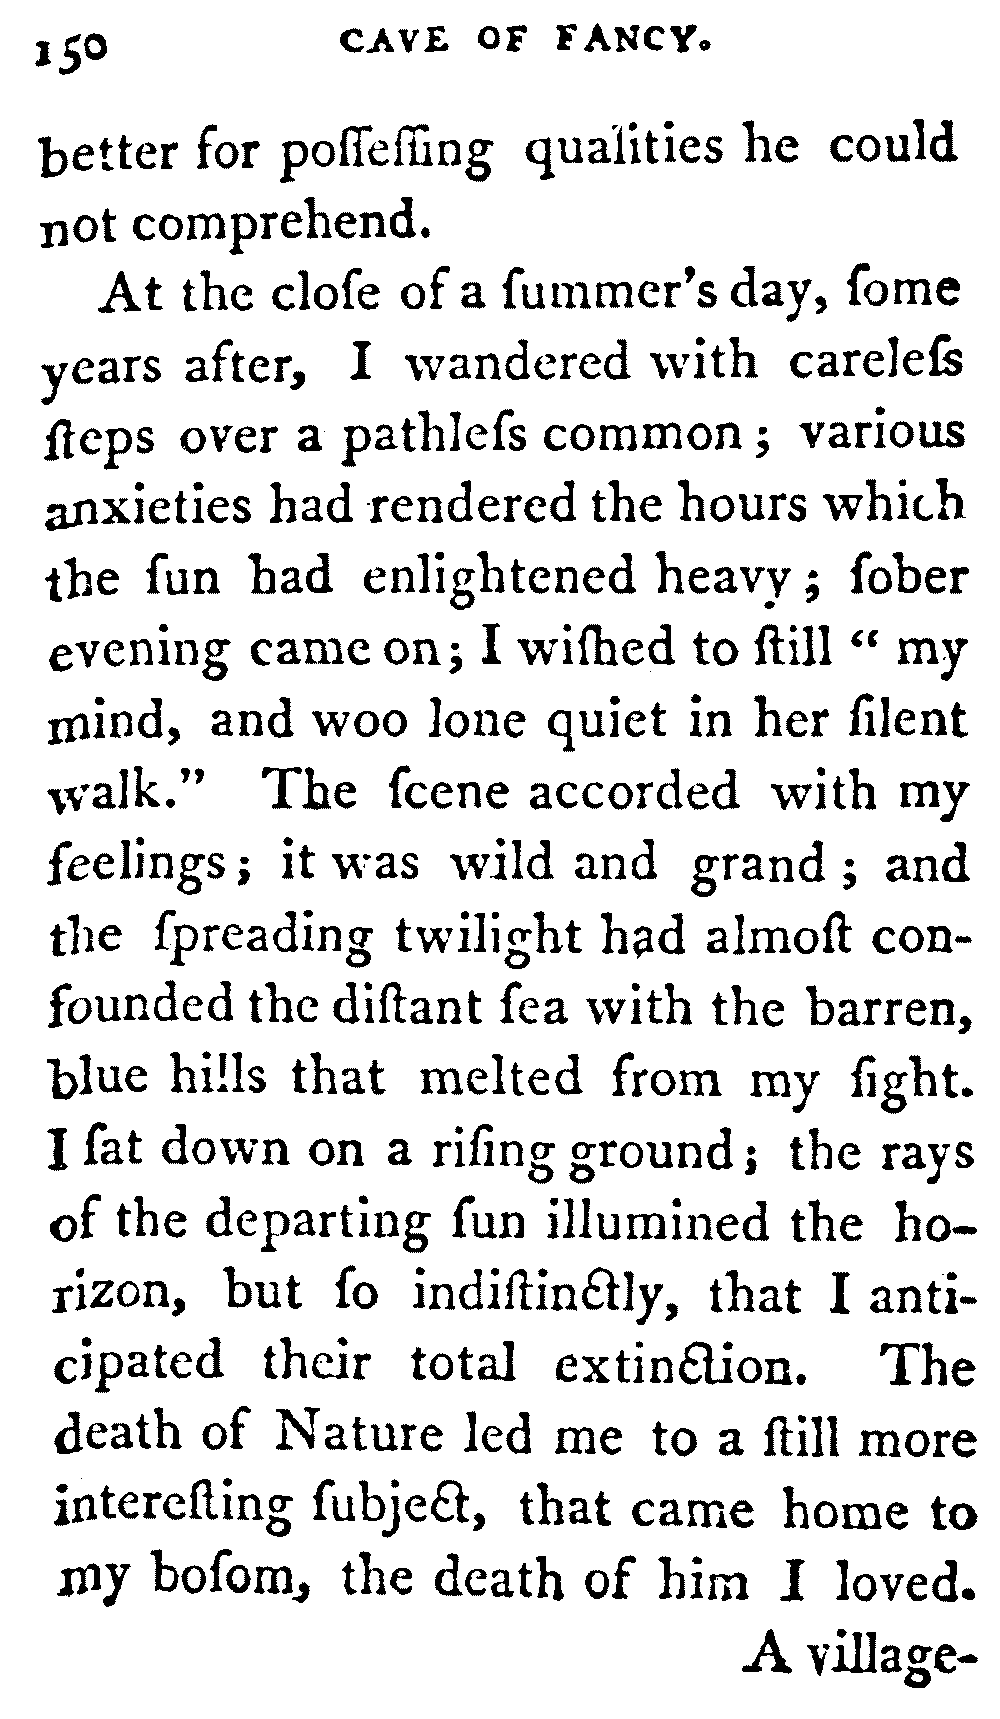 150 CAVE OF FANCY.
better for poſſeſſing qualities he could
not comprehend.
At the cloſe of a ſummer's day, ſome
years after, I wandered with careleſs
ſteps over a pathleſs common; various
anxieties had rendered the hours which
the ſun had enlightened heavy; ſober
evening came on; I wiſhed to ſtill “ my
mind, and woo lone quiet in her ſilent
walk.” The ſcene accorded with my
feelings; it was wild and grand; and
the ſpreading twilight had almoſt con-
founded the diſtant ſea with the barren,
blue hills that melted from my ſight.
I ſat down on a riſing ground; the rays
of the departing ſun illumined the ho-
rizon, but ſo indiſtinctly, that I anti-
cipated their total extinction. The
death of Nature led me to a ſtill more
intereſting ſubject, that came home to
my boſom, the death of him I loved.
A village-